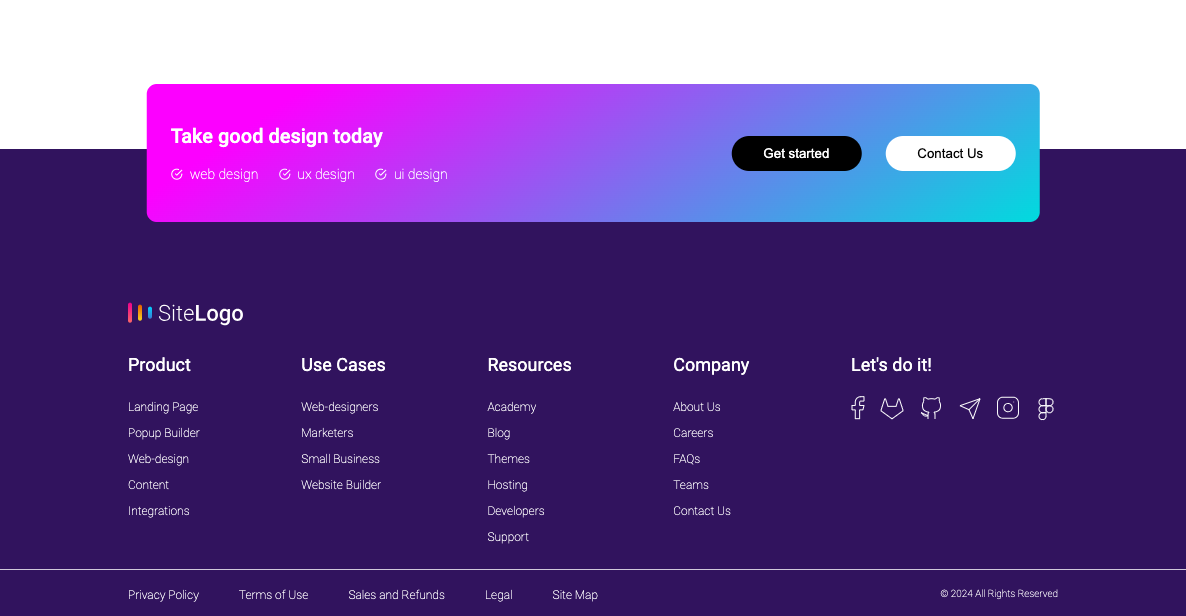 Take good design today
web design ux design ui design
Get started
Contact Us
SiteLogo
Product
Landing Page
Popup Builder
Web-design
Content
Integrations
Use Cases
Web-designers
Marketers
Small Business
Website Builder
Resources
Academy
Blog
Themes
Hosting
Developers
Support
Company
About Us
Careers
FAQs
Teams
Contact Us
Let's do it!
Privacy Policy Terms of Use Sales and Refunds Legal Site Map
© 2024 All Rights Reserved